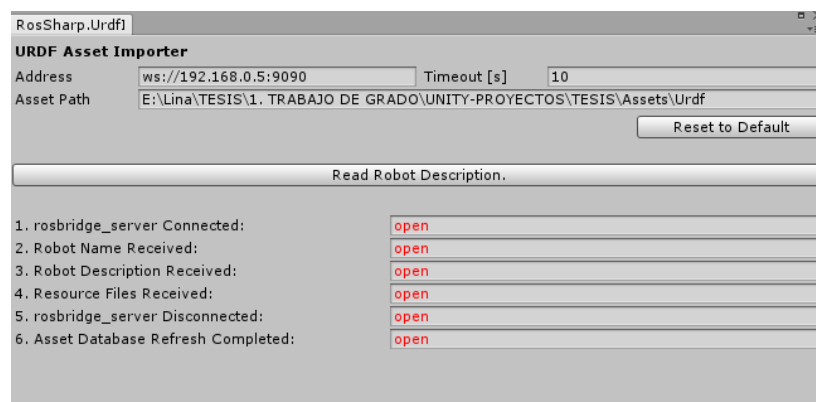 RosSharp.UrdfI
URDF Asset Importer
Address ws://192.168.0.5:9090 Timeout [s] 10
Asset Path E:\Lina\TESIS\1. TRABAJO DE GRADO\UNITY-PROYECTOS\TESIS\Assets\Urdf
Reset to Default
Read Robot Description.
1. rosbridge_server Connected: open
2. Robot Name Received: open
3. Robot Description Received: open
4. Resource Files Received: open
5. rosbridge_server Disconnected: open
6. Asset Database Refresh Completed: open